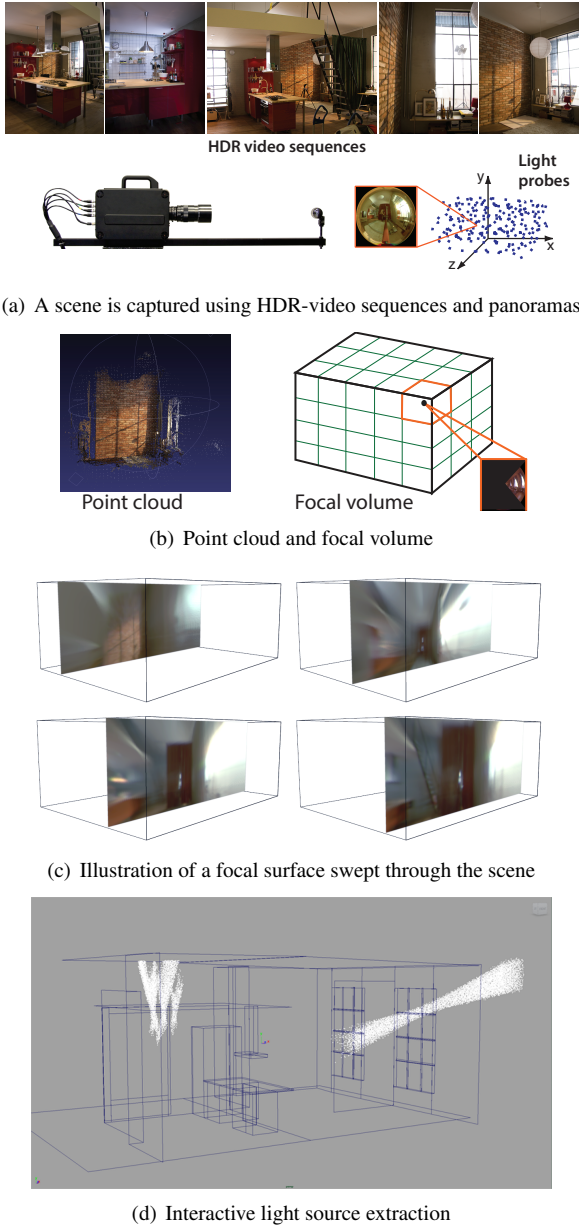 HDR video sequences
Light
probes
y
x
z
(a) A scene is captured using HDR-video sequences and panoramas
Point cloud
Focal volume
(b) Point cloud and focal volume
(c) Illustration of a focal surface swept through the scene
(d) Interactive light source extraction